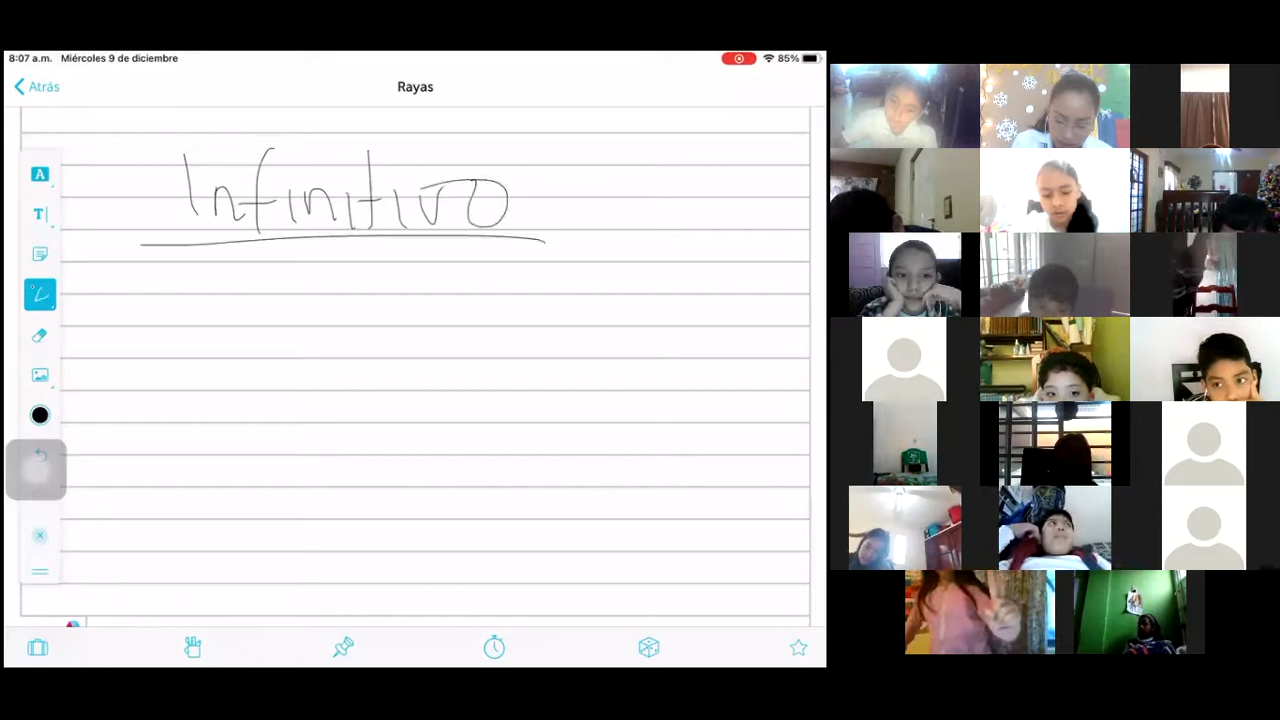 8:07 a.m. Miércoles 9 de diciembre 85%
Atrás Rayas
Infinitivo
A
T